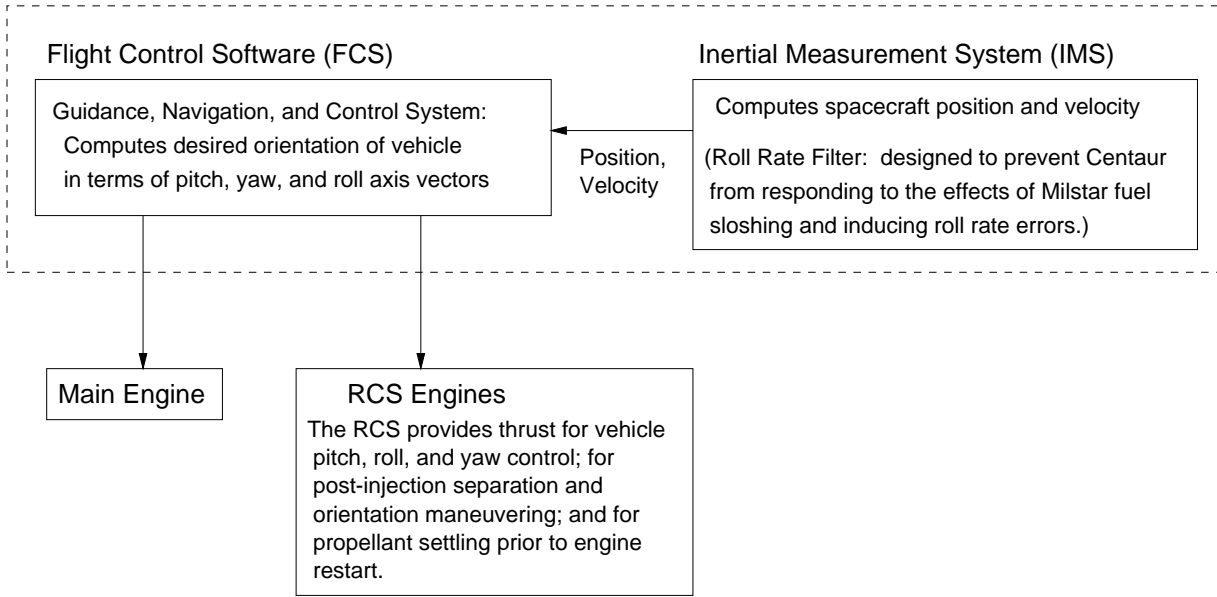 Flight Control Software (FCS)
Guidance, Navigation, and Control System:
Computes desired orientation of vehicle
in terms of pitch, yaw, and roll axis vectors
Position,
Velocity
Inertial Measurement System (IMS)
Computes spacecraft position and velocity
(Roll Rate Filter: designed to prevent Centaur
from responding to the effects of Milstar fuel
sloshing and inducing roll rate errors.)
Main Engine
RCS Engines
The RCS provides thrust for vehicle
pitch, roll, and yaw control; for
post-injection separation and
orientation maneuvering; and for
propellant settling prior to engine
restart.